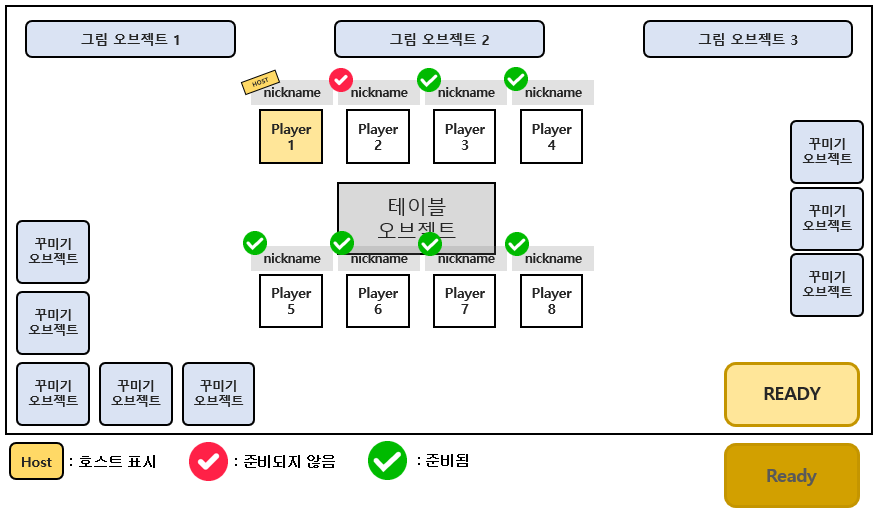 그림 오브젝트 1
그림 오브젝트 2
그림 오브젝트 3
HOST
nickname
nickname
nickname
nickname
Player
1
Player
2
Player
3
Player
4
꾸미기
오브젝트
테이블
오브젝트
꾸미기
오브젝트
꾸미기
오브젝트
nickname
nickname
nickname
nickname
꾸미기
오브젝트
Player
5
Player
6
Player
7
Player
8
꾸미기
오브젝트
꾸미기
오브젝트
꾸미기
오브젝트
꾸미기
오브젝트
READY
Host : 호스트 표시
: 준비되지 않음
: 준비됨
Ready